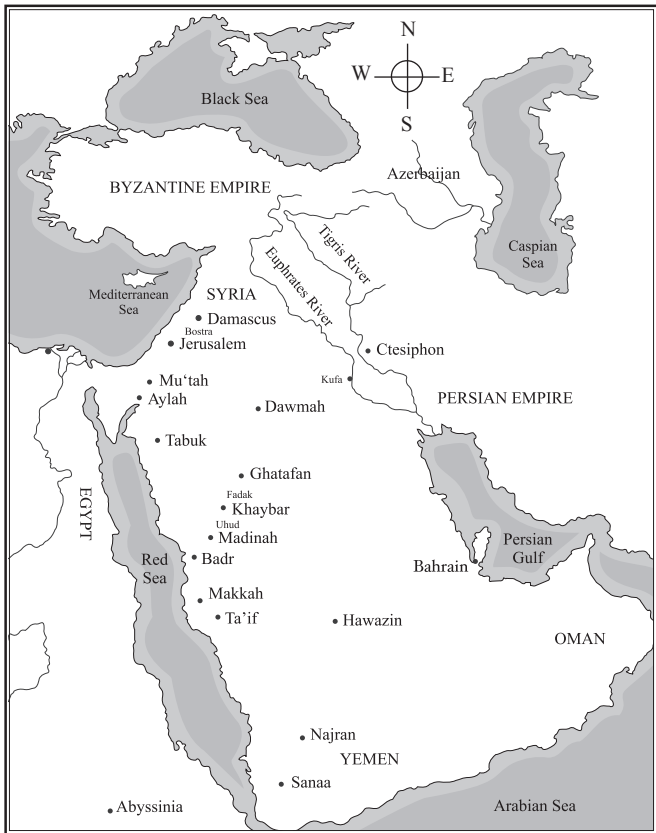 N
W E
S
Black Sea
Azerbaijan
BYZANTINE EMPIRE
Caspian
Sea
Tigris River
Euphrates River
Mediterranean
Sea
SYRIA
Damascus
Bostra
Jerusalem
Ctesiphon
Kufa
Mu‘tah
Aylah
Dawmah
PERSIAN EMPIRE
Tabuk
Ghatafan
EGYPT
Fadak
Khaybar
Uhud
Madinah
Badr
Red
Sea
Persian
Gulf
Bahrain
Makkah
Ta’if
Hawazin
OMAN
Najran
YEMEN
Sanaa
Abyssinia
Arabian Sea